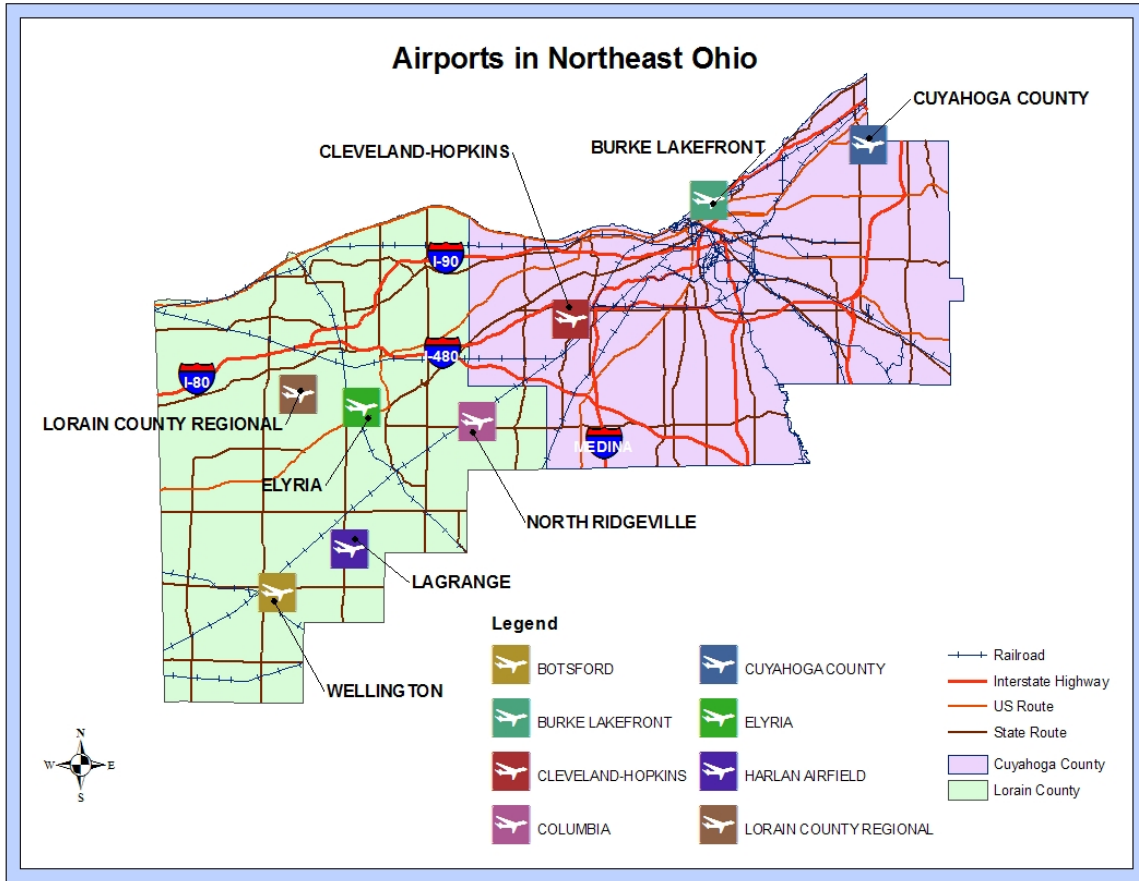 Airports in Northeast Ohio
CUYAHOGA COUNTY
BURKE LAKEFRONT
CLEVELAND-HOPKINS
I-90
I-480
I-80
LORAIN COUNTY REGIONAL
MEDINA
ELYRIA
NORTH RIDGEVILLE
LAGRANGE
WELLINGTON
N
W
E
S
Legend
BOTSFORD
BURKE LAKEFRONT
CLEVELAND-HOPKINS
COLUMBIA
CUYAHOGA COUNTY
ELYRIA
HARLAN AIRFIELD
LORAIN COUNTY REGIONAL
Railroad
Interstate Highway
US Route
State Route
Cuyahoga County
Lorain County